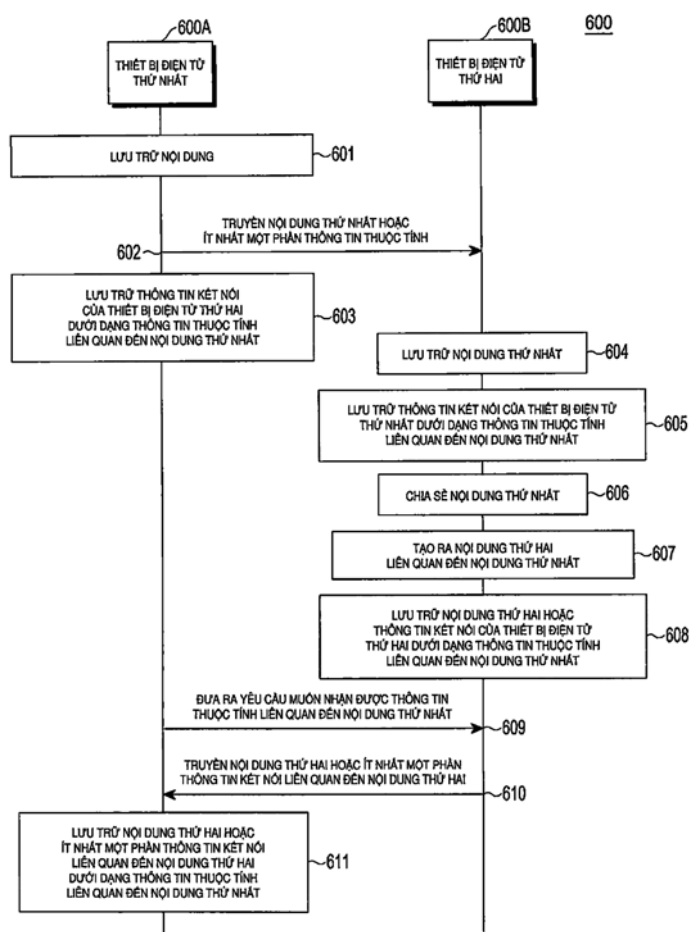 600A
600B
600
THIẾT BỊ ĐIỆN TỬ
THỨ NHẤT
THIẾT BỊ ĐIỆN TỬ
THỨ HAI
LƯU TRỮ NỘI DUNG
601
TRUYỀN NỘI DUNG THỨ NHẤT HOẶC
ÍT NHẤT MỘT PHẦN THÔNG TIN THUỘC TÍNH
602
LƯU TRỮ THÔNG TIN KẾT NỐI
CỦA THIẾT BỊ ĐIỆN TỬ THỨ HAI
DƯỚI DẠNG THÔNG TIN THUỘC TÍNH
LIÊN QUAN ĐẾN NỘI DUNG THỨ NHẤT
603
LƯU TRỮ NỘI DUNG THỨ NHẤT
604
LƯU TRỮ THÔNG TIN KẾT NỐI CỦA THIẾT BỊ ĐIỆN TỬ
THỨ NHẤT DƯỚI DẠNG THÔNG TIN THUỘC TÍNH
LIÊN QUAN ĐẾN NỘI DUNG THỨ NHẤT
605
CHIA SẺ NỘI DUNG THỨ NHẤT
606
TẠO RA NỘI DUNG THỨ HAI
LIÊN QUAN ĐẾN NỘI DUNG THỨ NHẤT
607
LƯU TRỮ NỘI DUNG THỨ HAI HOẶC
THÔNG TIN KẾT NỐI CỦA THIẾT BỊ ĐIỆN TỬ
THỨ HAI DƯỚI DẠNG THÔNG TIN THUỘC TÍNH
LIÊN QUAN ĐẾN NỘI DUNG THỨ NHẤT
608
ĐƯA RA YÊU CẦU MUỐN NHẬN ĐƯỢC THÔNG TIN
THUỘC TÍNH LIÊN QUAN ĐẾN NỘI DUNG THỨ NHẤT
609
TRUYỀN NỘI DUNG THỨ HAI HOẶC ÍT NHẤT MỘT PHẦN
THÔNG TIN KẾT NỐI LIÊN QUAN ĐẾN NỘI DUNG THỨ HAI
610
LƯU TRỮ NỘI DUNG THỨ HAI HOẶC
ÍT NHẤT MỘT PHẦN THÔNG TIN KẾT NỐI
LIÊN QUAN ĐẾN NỘI DUNG THỨ HAI
DƯỚI DẠNG THÔNG TIN THUỘC TÍNH
LIÊN QUAN ĐẾN NỘI DUNG THỨ NHẤT
611